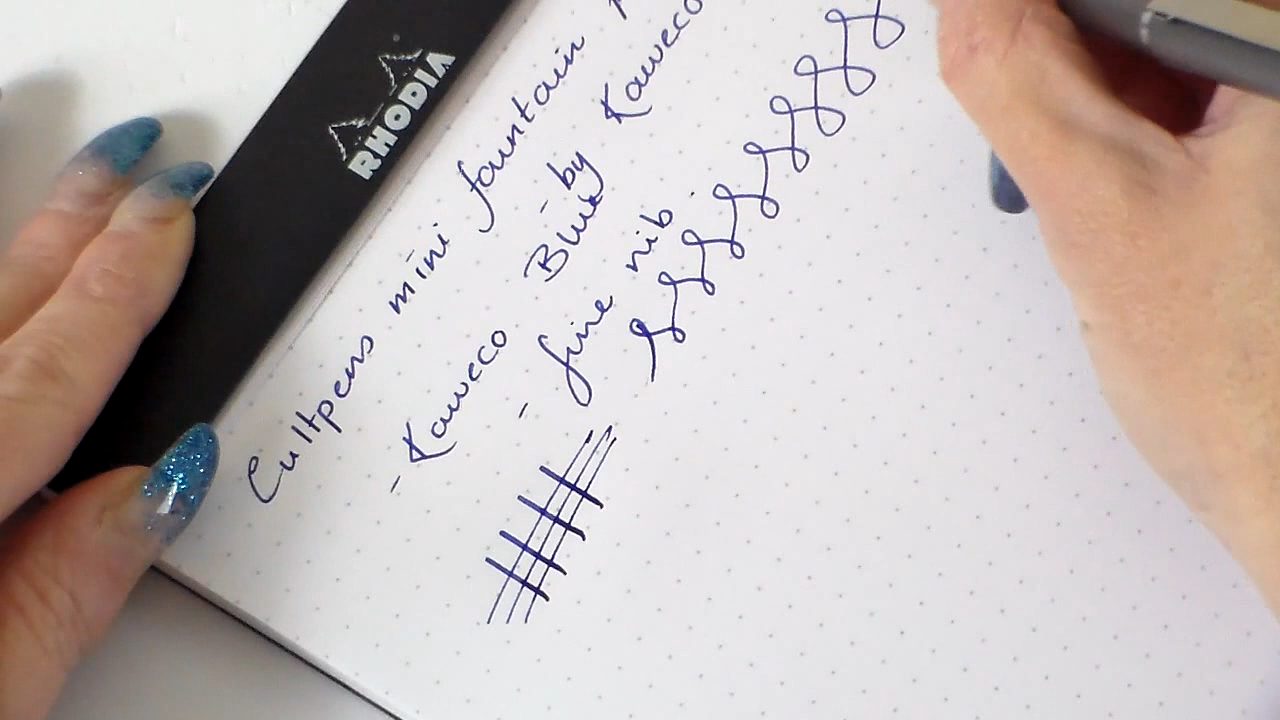 RHODIA
Cultpens mini fountain
- by Kaweco
- Kaweco Blue
- fine nib